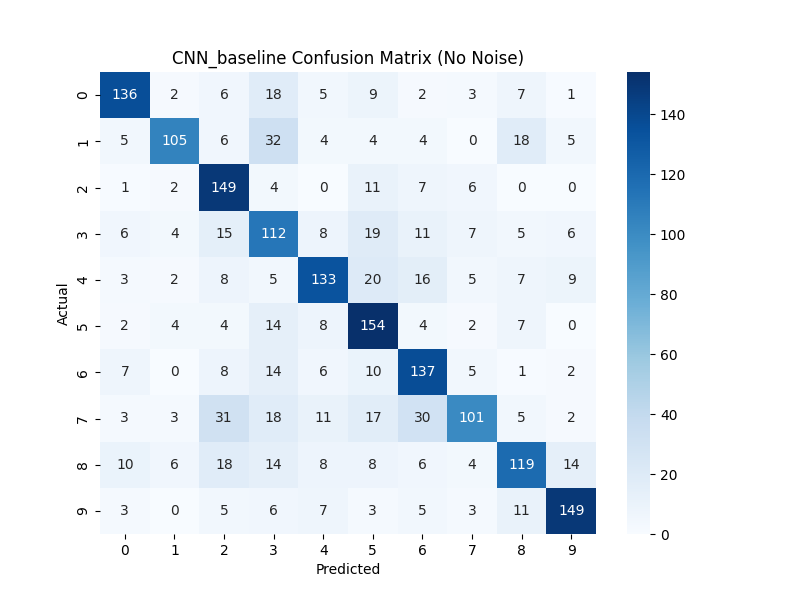 CNN_baseline Confusion Matrix (No Noise)
0 136 2 6 18 5 9 2 3 7 1
1 5 105 6 32 4 4 4 0 18 5
2 1 2 149 4 0 11 7 6 0 0
3 6 4 15 112 8 19 11 7 5 6
4 3 2 8 5 133 20 16 5 7 9
5 2 4 4 14 8 154 4 2 7 0
6 7 0 8 14 6 10 137 5 1 2
7 3 3 31 18 11 17 30 101 5 2
8 10 6 18 14 8 8 6 4 119 14
9 3 0 5 6 7 3 5 3 11 149
0 1 2 3 4 5 6 7 8 9
Predicted
Actual
140
120
100
80
60
40
20
0